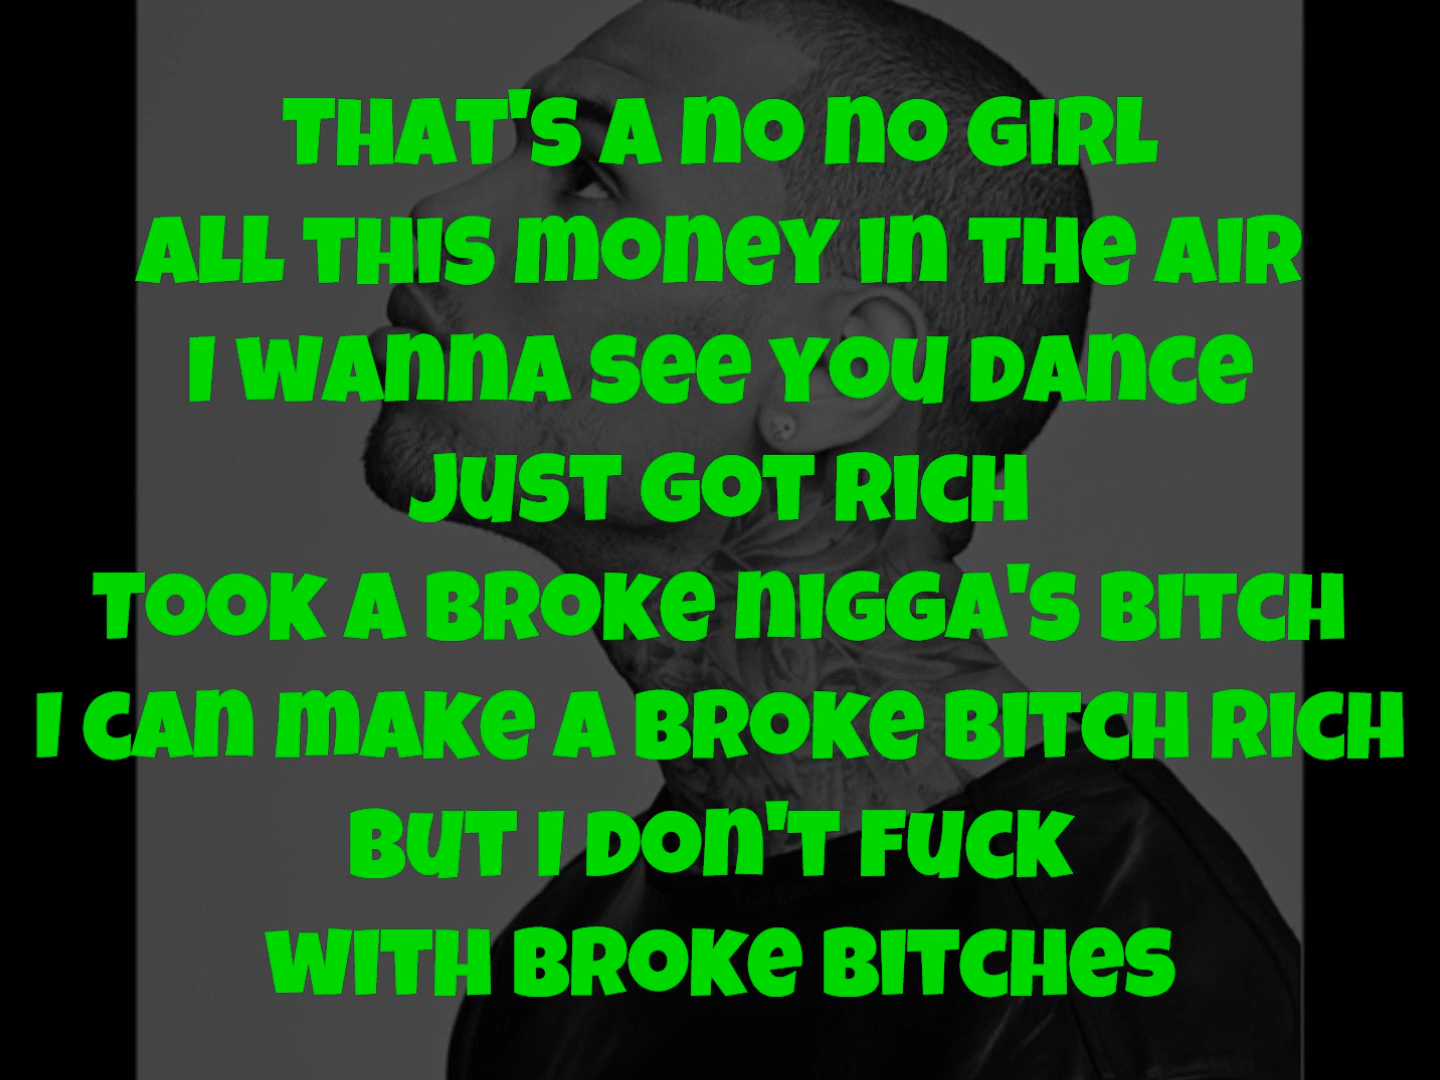 THAT'S A NO NO GIRL
ALL THIS MONEY IN THE AIR
I WANNA SEE YOU DANCE
JUST GOT RICH
TOOK A BROKE NIGGA'S BITCH
I CAN MAKE A BROKE BITCH RICH
BUT I DON'T FUCK
WITH BROKE BITCHES